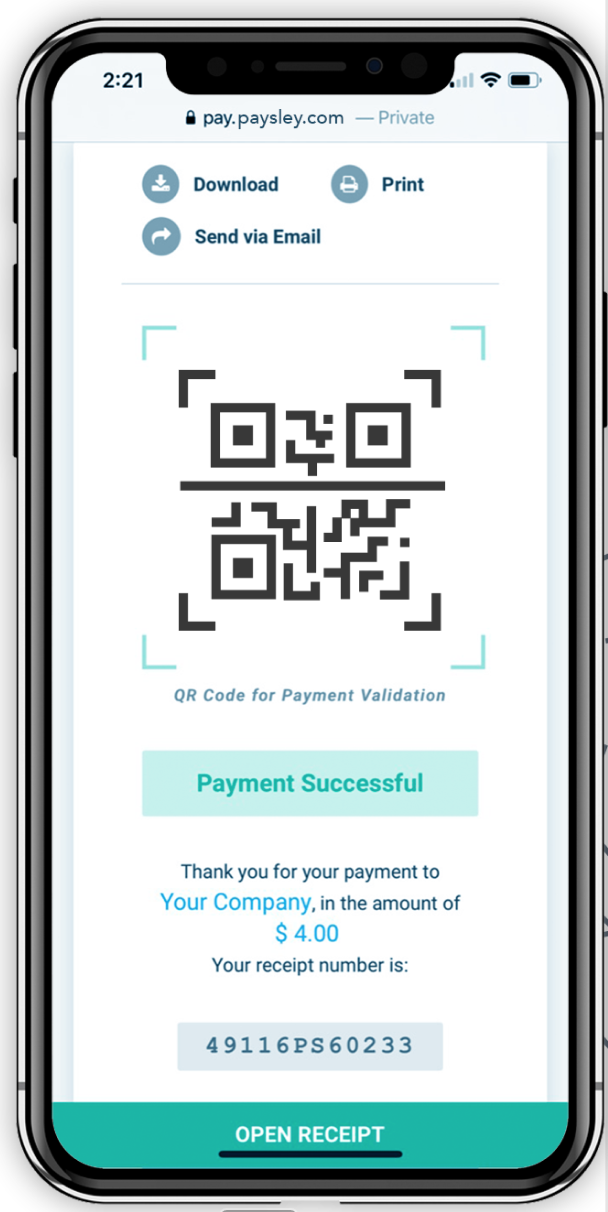 2:21
pay.paysley.com — Private
Download Print
Send via Email
QR Code for Payment Validation
Payment Successful
Thank you for your payment to
Your Company, in the amount of
$ 4.00
Your receipt number is:
49116PS60233
OPEN RECEIPT